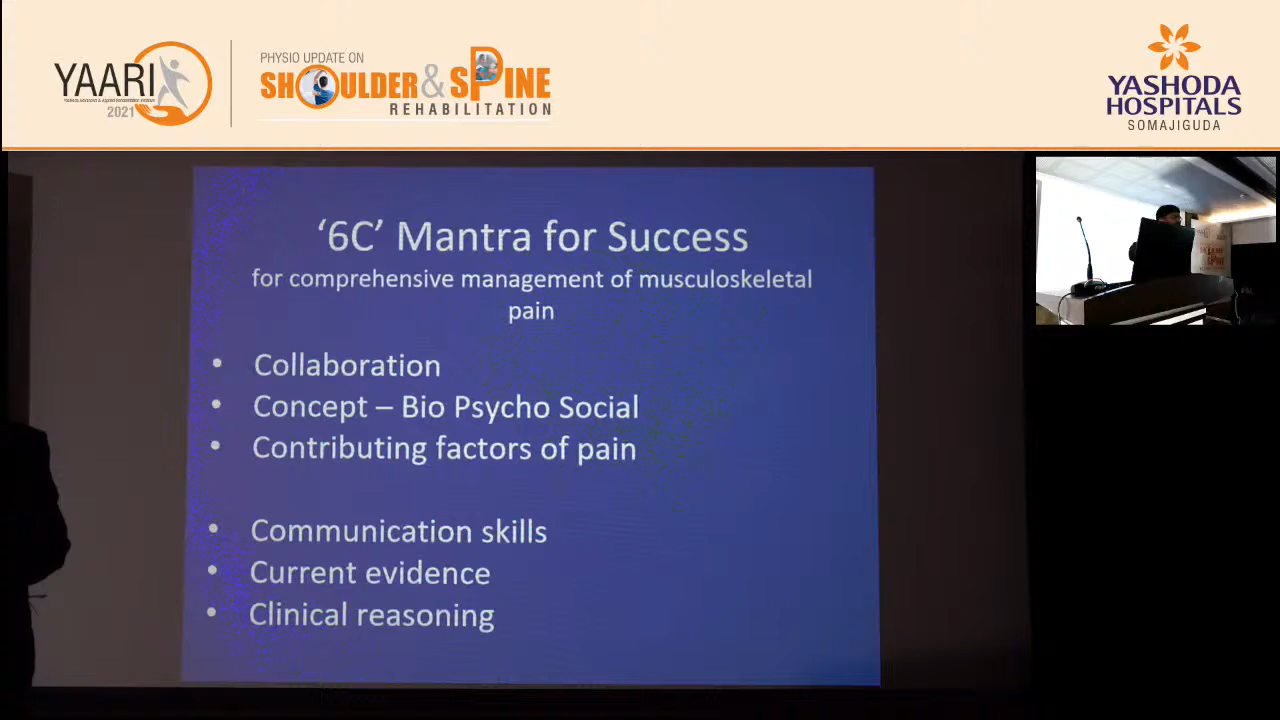 YAARI
2021
PHYSIO UPDATE ON
SHOULDER & SPINE
REHABILITATION
YASHODA
HOSPITALS
SOMAJIGUDA
‘6C’ Mantra for Success
for comprehensive management of musculoskeletal
pain
• Collaboration
• Concept – Bio Psycho Social
• Contributing factors of pain
• Communication skills
• Current evidence
• Clinical reasoning